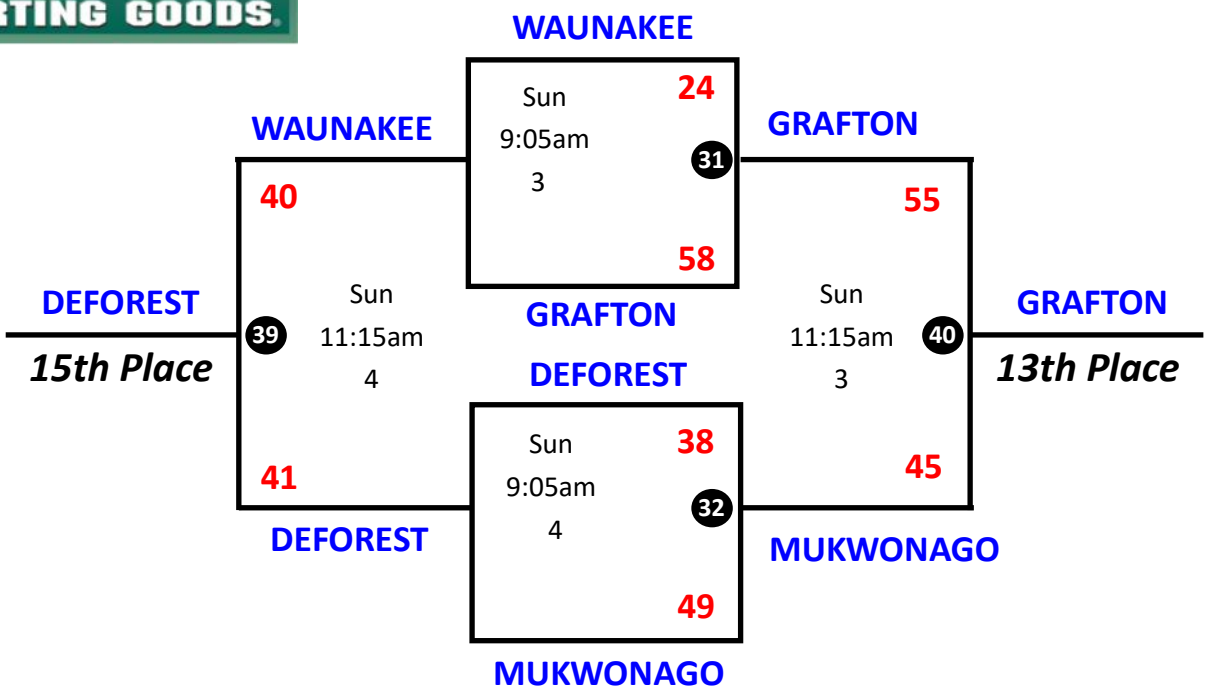 GOODS.
WAUNAKEE
Sun
9:05am
3
24
31
58
GRAFTON
WAUNAKEE
GRAFTON
40
55
DEFOREST
15th Place
39
Sun
11:15am
4
Sun
11:15am
3
40
GRAFTON
13th Place
41
45
DEFOREST
MUKWONAGO
DEFOREST
Sun
9:05am
4
38
32
49
MUKWONAGO